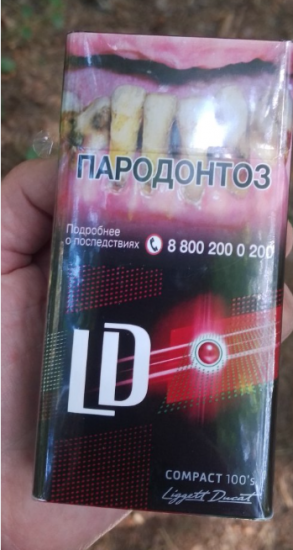 ПАРОДОНТОЗ
Подробнее
о последствиях 8 800 200 0 200
LD
COMPACT 100's
Liggett Ducat